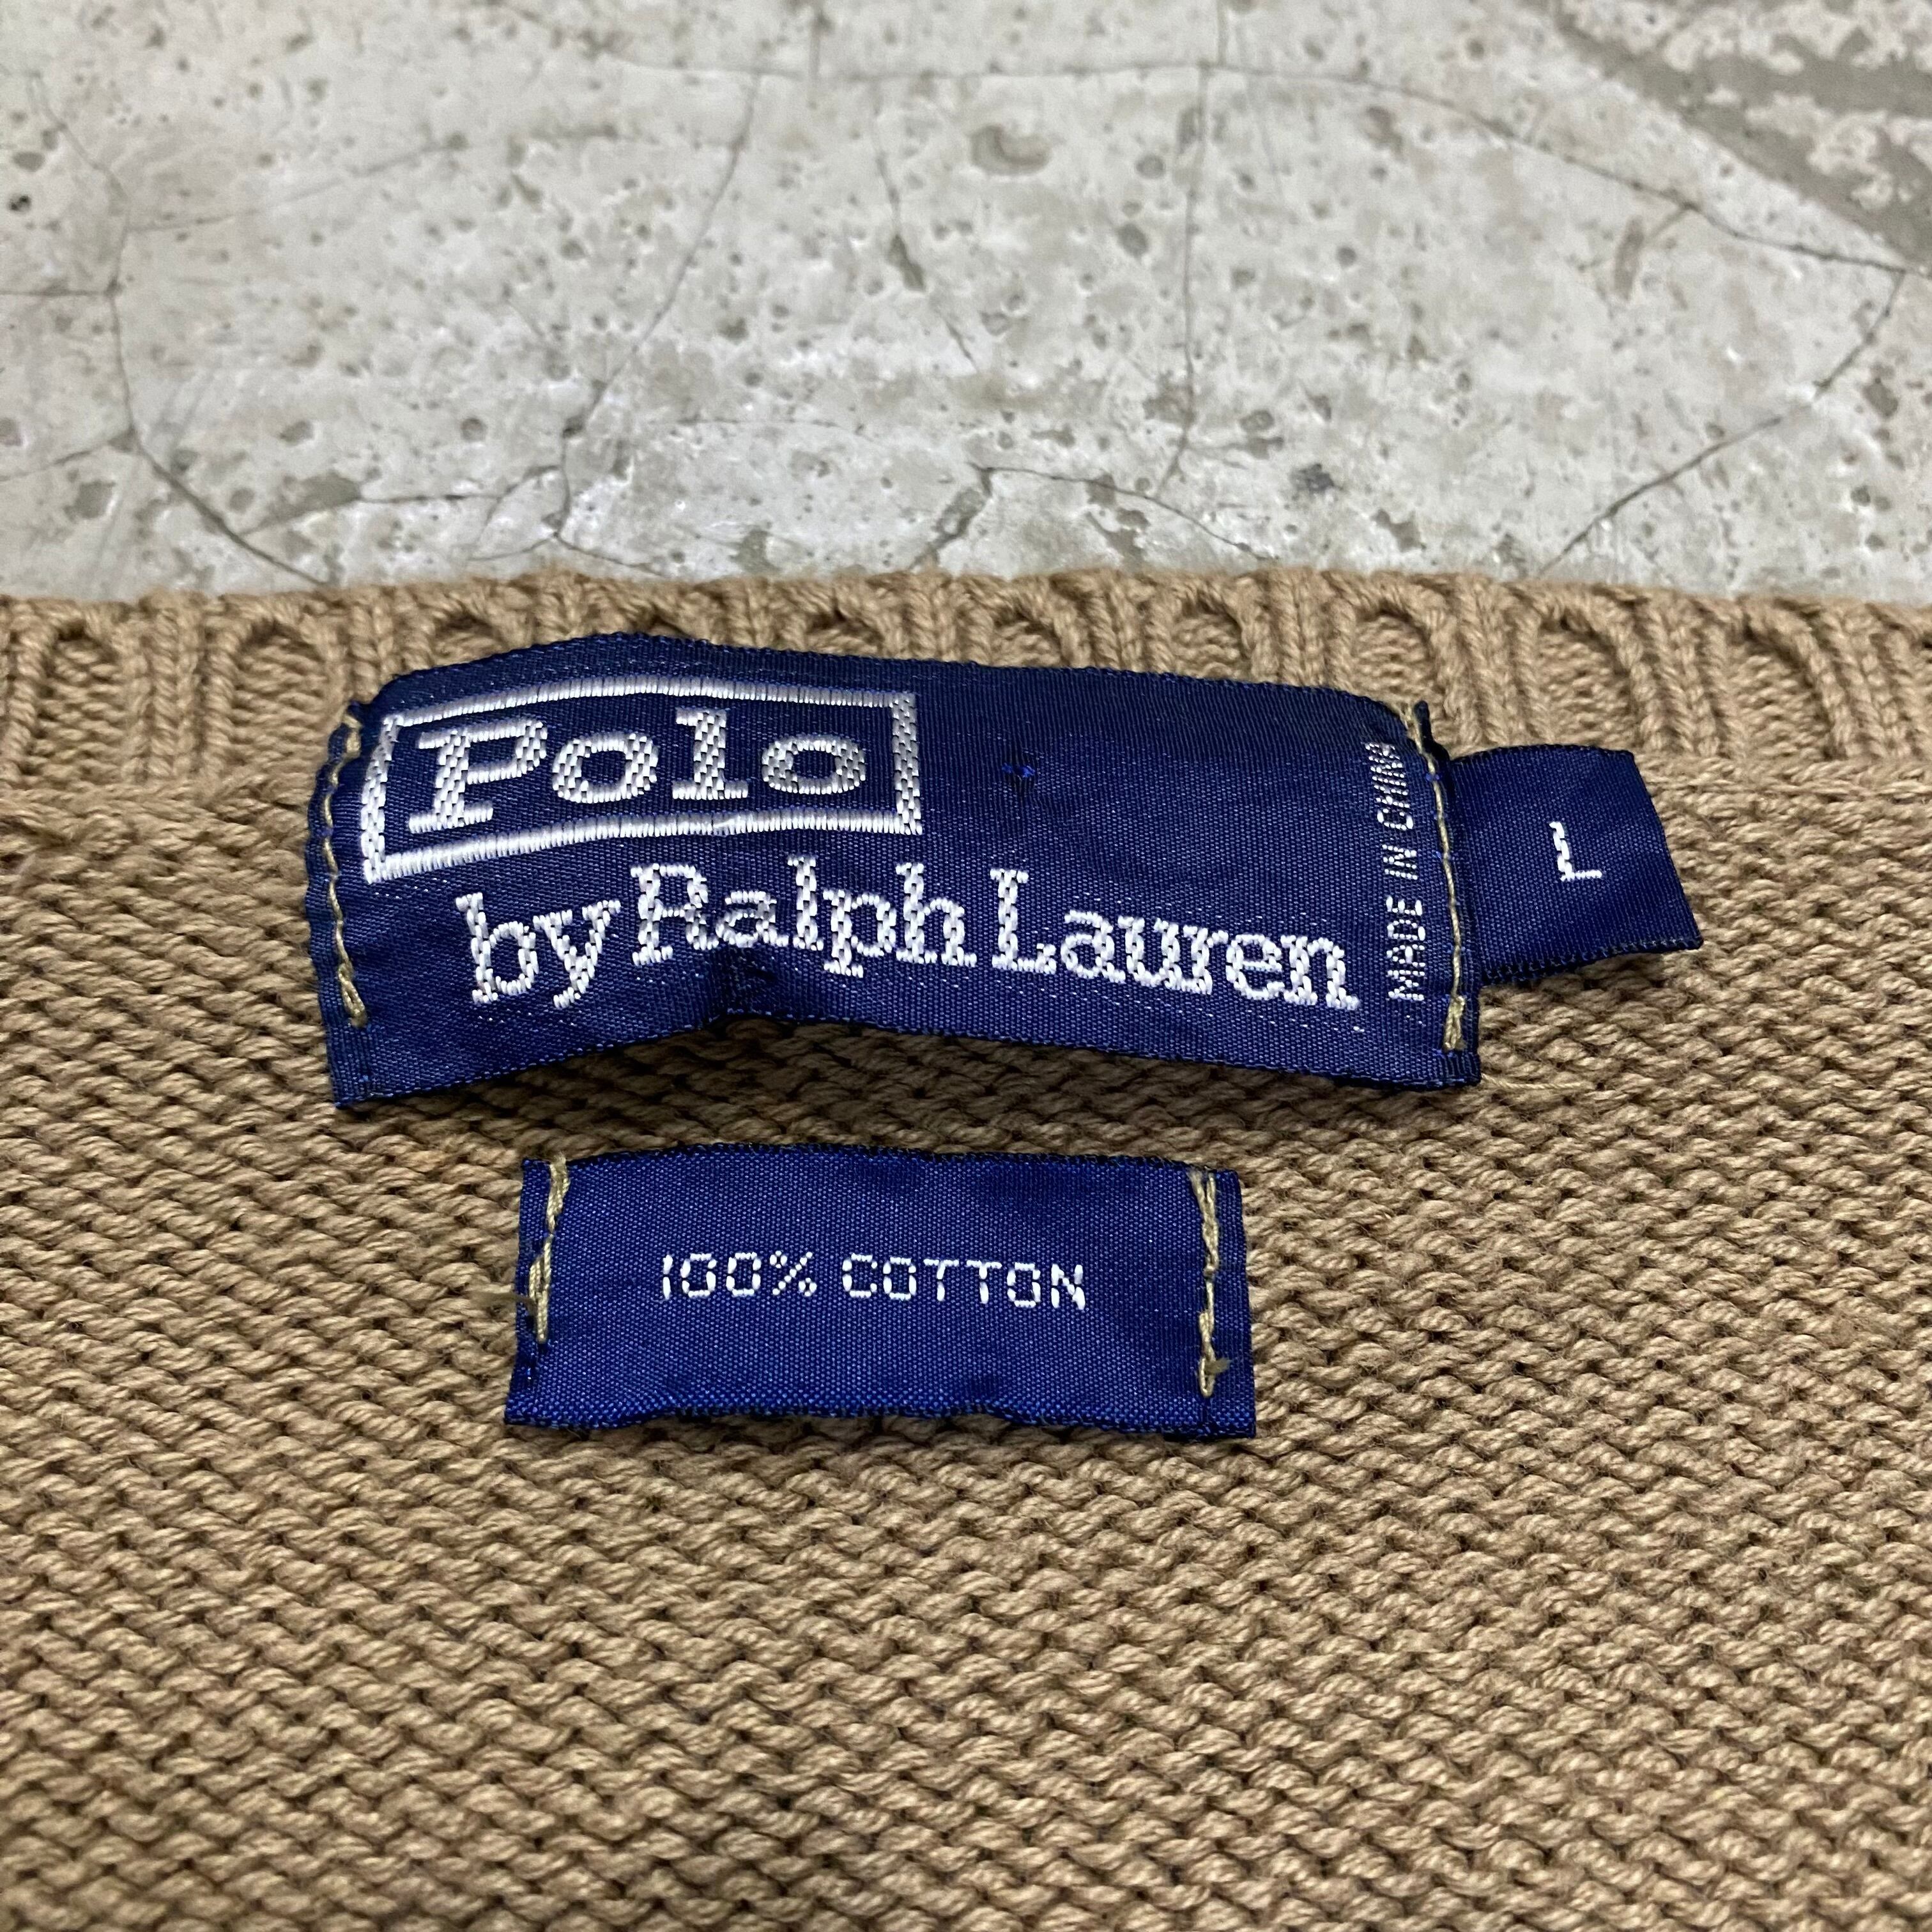 Polo
by Ralph Lauren
MADE IN CHINA
L
100% COTTON